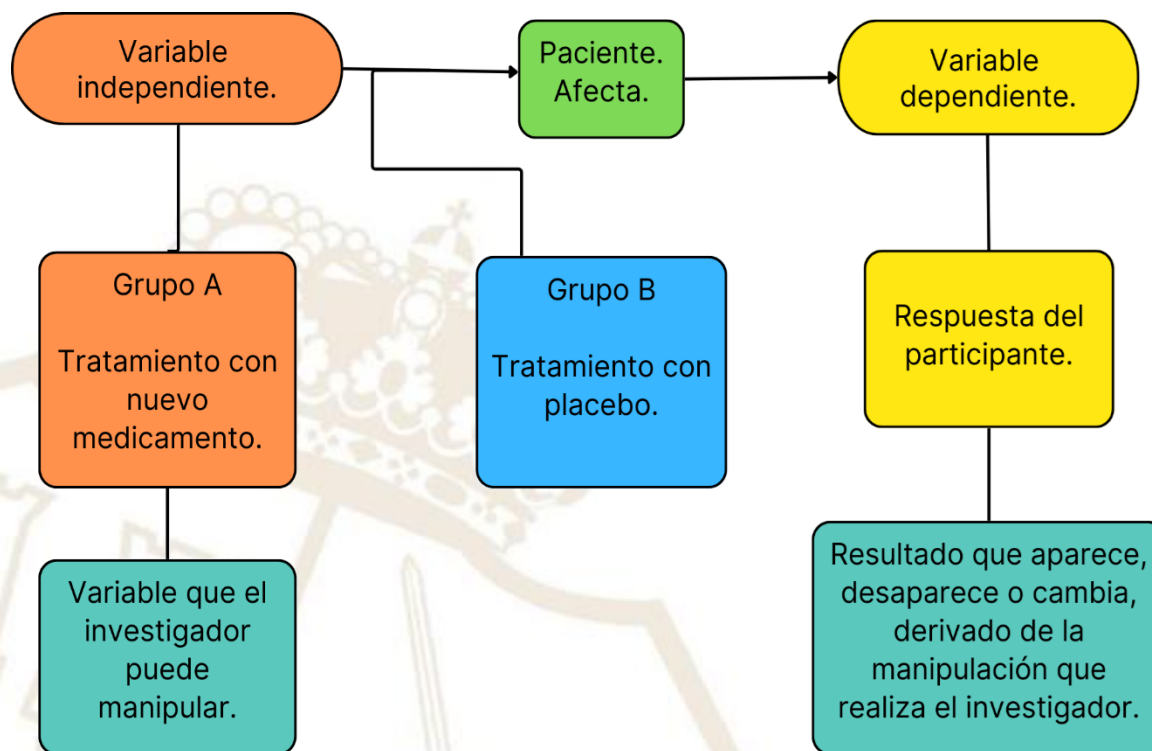 Variable
independiente.
Paciente.
Afecta.
Variable
dependiente.
Grupo A
Tratamiento con
nuevo
medicamento.
Grupo B
Tratamiento con
placebo.
Respuesta del
participante.
Variable que el
investigador
puede
manipular.
Resultado que aparece,
desaparece o cambia,
derivado de la
manipulación que
realiza el investigador.